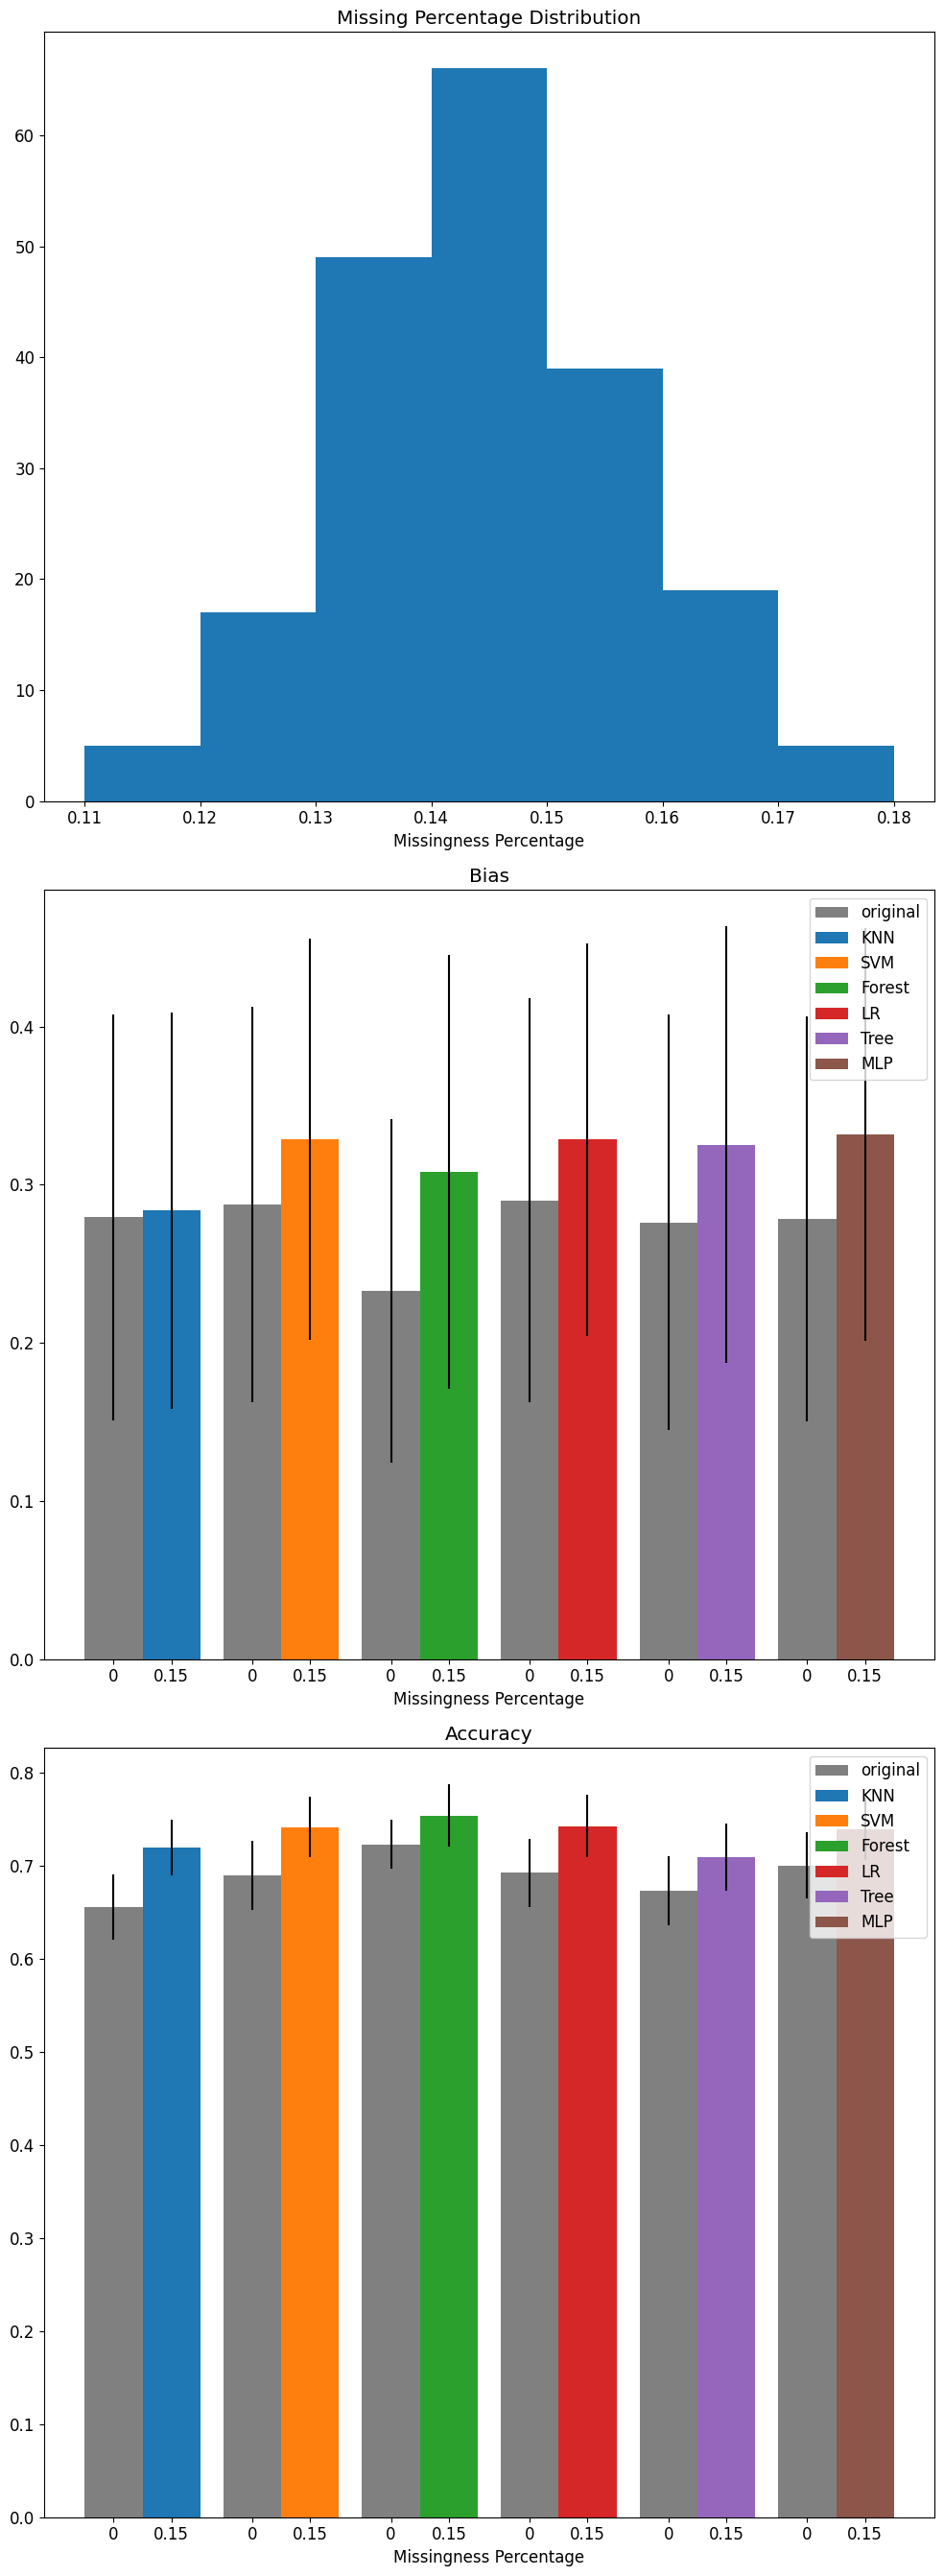 Missing Percentage Distribution
60
50
40
30
20
10
0
0.11 0.12 0.13 0.14 0.15 0.16 0.17 0.18
Missingness Percentage
Bias
original
KNN
SVM
Forest
LR
Tree
MLP
0.4
0.3
0.2
0.1
0.0
0 0.15 0 0.15 0 0.15 0 0.15 0 0.15 0 0.15
Missingness Percentage
Accuracy
original
KNN
SVM
Forest
LR
Tree
MLP
0.8
0.7
0.6
0.5
0.4
0.3
0.2
0.1
0.0
0 0.15 0 0.15 0 0.15 0 0.15 0 0.15 0 0.15
Missingness Percentage